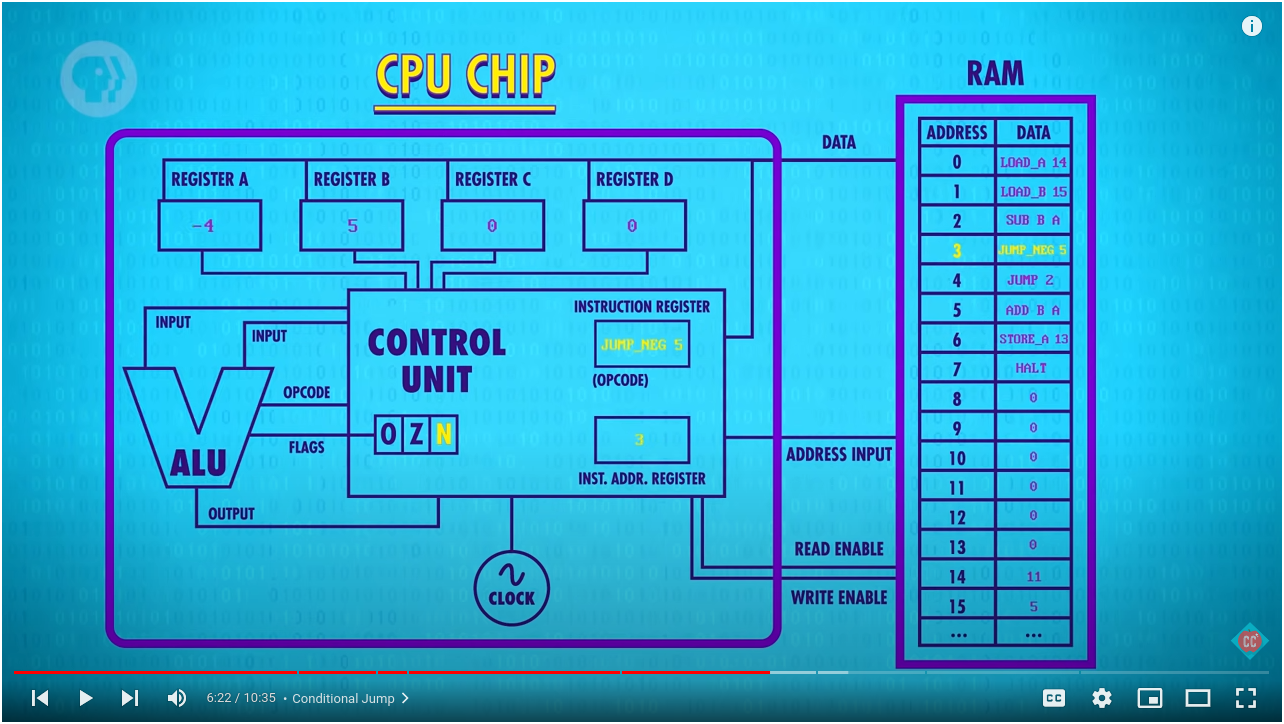 CPU CHIP
RAM
DATA
ADDRESS DATA
0 LOAD_A 14
1 LOAD_B 15
2 SUB B A
3 JUMP_NEG 5
4 JUMP 2
5 ADD B A
6 STORE_A 13
7 HALT
8 0
9 0
10 0
11 0
12 0
13 0
14 11
15 5
... ...
REGISTER A REGISTER B REGISTER C REGISTER D
-4 5 0 0
INPUT
INPUT
CONTROL
UNIT
INSTRUCTION REGISTER
JUMP_NEG 5
(OPCODE)
OPCODE
FLAGS
O Z N
3
INST. ADDR. REGISTER
ADDRESS INPUT
ALU
OUTPUT
CLOCK
READ ENABLE
WRITE ENABLE
CC
6:22 / 10:35 • Conditional Jump
CC